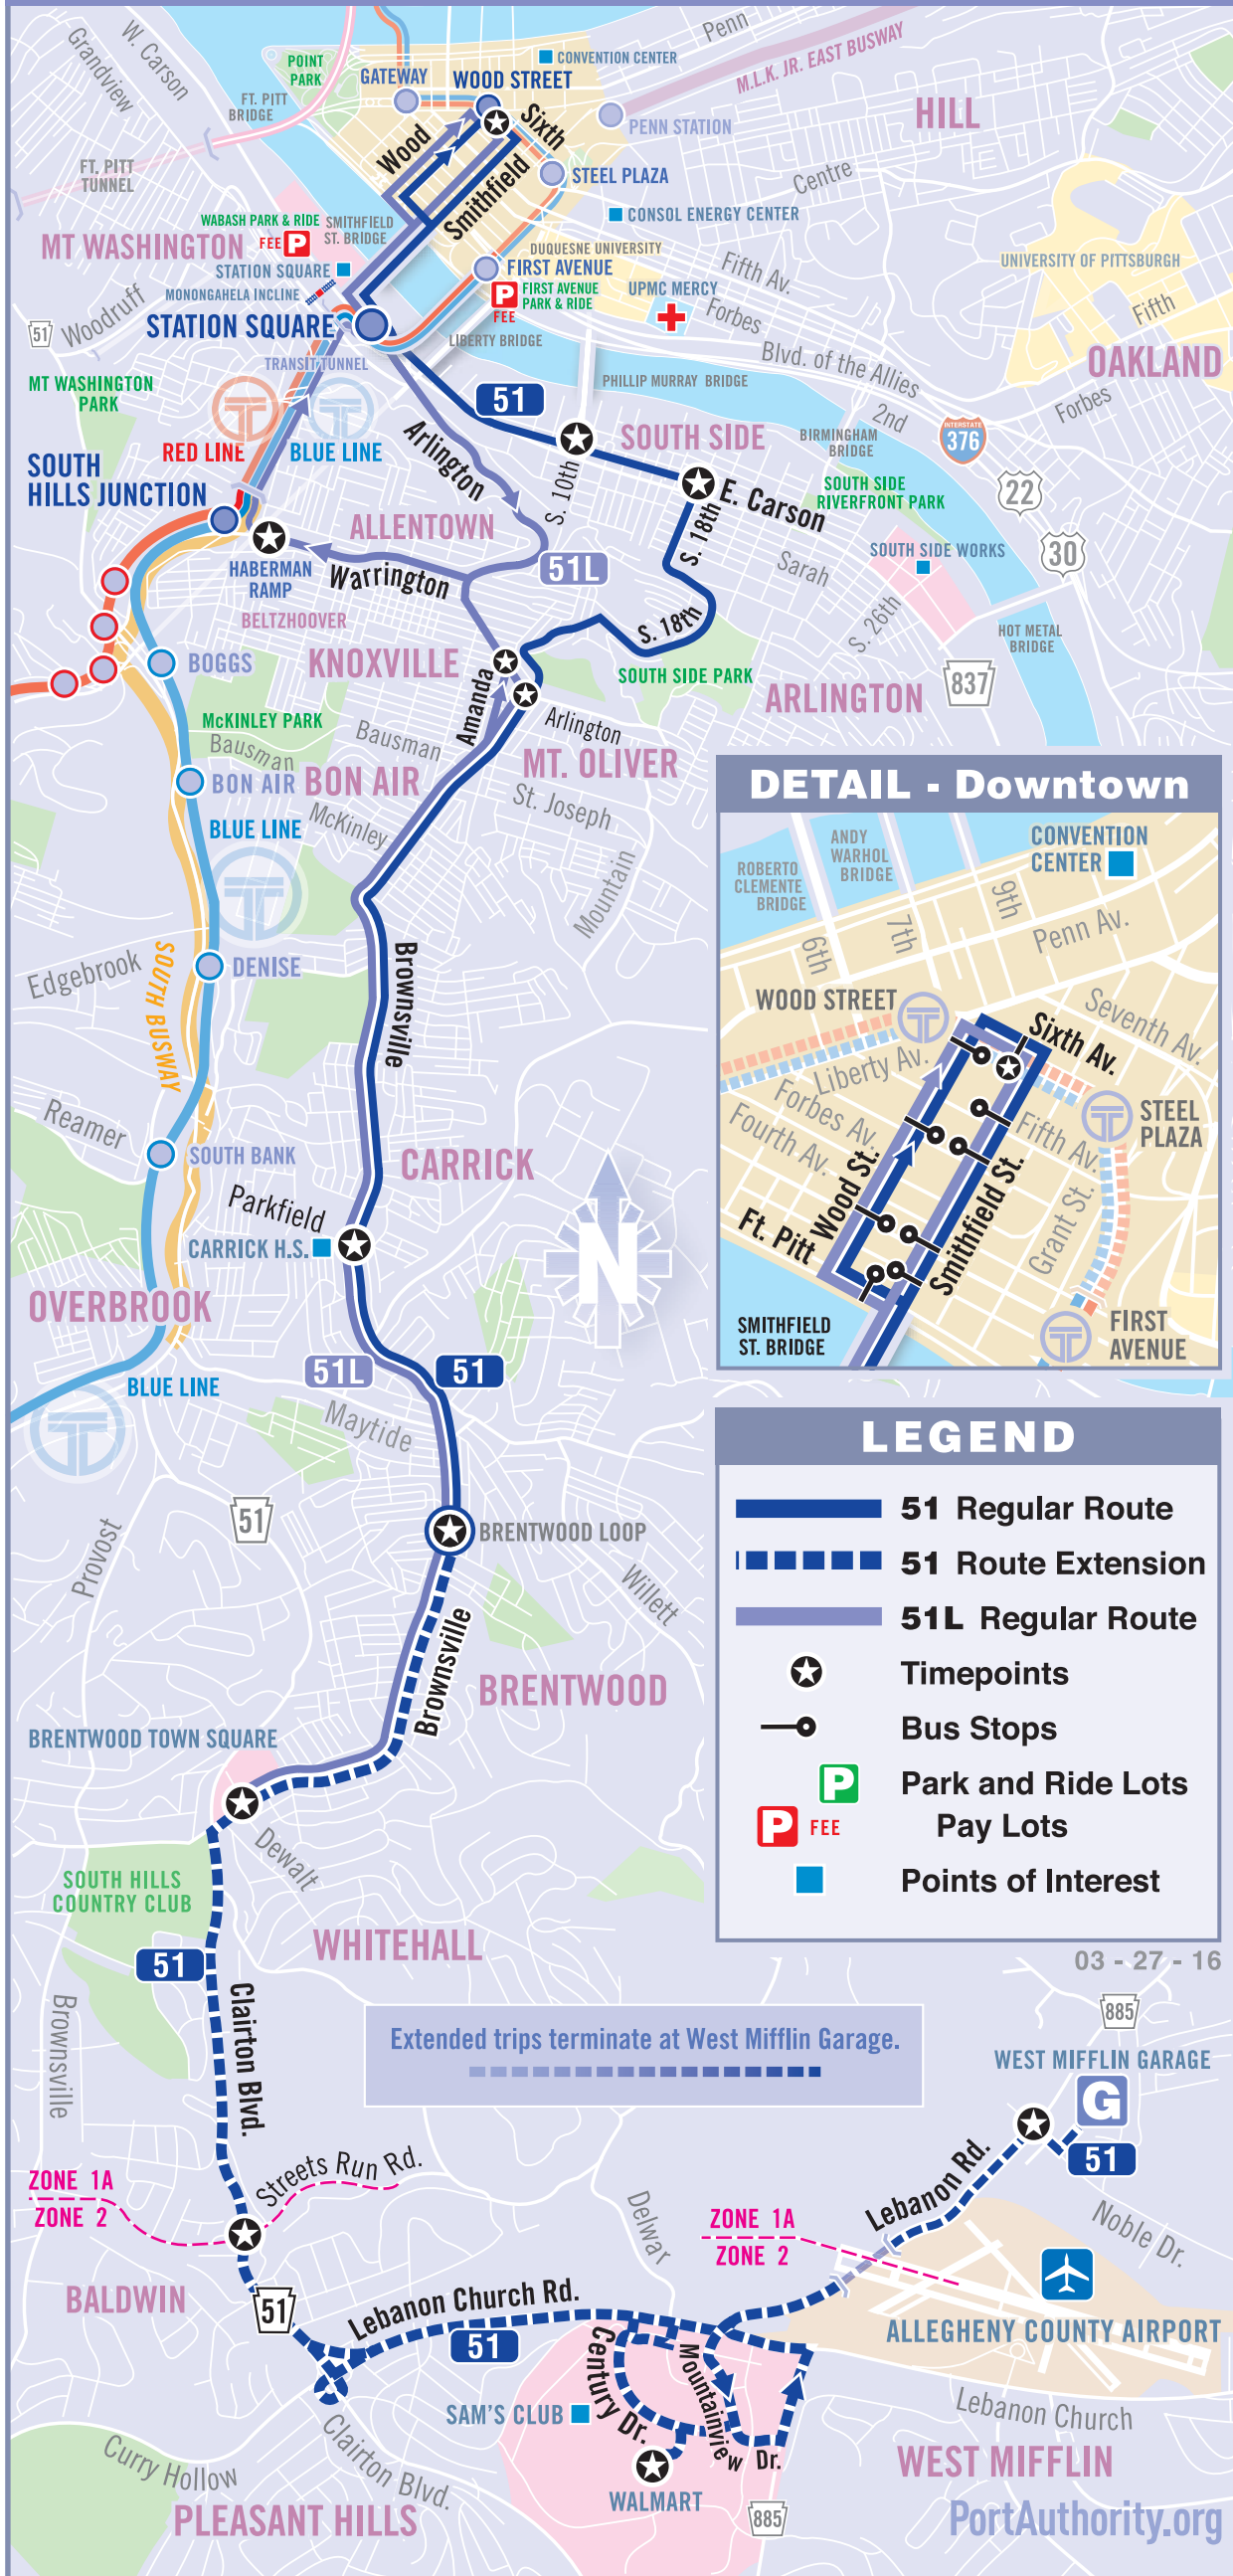 Penn
M.L.K. JR. EAST BUSWAY
W. Carson
Grandview
CONVENTION CENTER
POINT
PARK
GATEWAY
WOOD STREET
FT. PITT
BRIDGE
Sixth
PENN STATION
HILL
Wood
FT. PITT
TUNNEL
STEEL PLAZA
Centre
Smithfield
WABASH PARK & RIDE
FEE P
SMITHFIELD
ST. BRIDGE
CONSOL ENERGY CENTER
MT WASHINGTON
DUQUESNE UNIVERSITY
UNIVERSITY OF PITTSBURGH
STATION SQUARE
FIRST AVENUE
Fifth Av.
MONONGAHELA INCLINE
P
FEE
FIRST AVENUE
PARK & RIDE
UPMC MERCY
Forbes
Fifth
51
Woodruff
STATION SQUARE
LIBERTY BRIDGE
Blvd. of the Allies
OAKLAND
TRANSIT TUNNEL
MT WASHINGTON
PARK
PHILLIP MURRAY BRIDGE
51
Forbes
2nd
T
T
RED LINE
BLUE LINE
Arlington
SOUTH SIDE
BIRMINGHAM
BRIDGE
INTERSTATE
376
SOUTH
HILLS JUNCTION
S. 10th
E. Carson
SOUTH SIDE
RIVERFRONT PARK
22
ALLENTOWN
S. 18th
SOUTH SIDE WORKS
30
HABERMAN
RAMP
Warrington
51L
Sarah
BELTZHOOVER
S. 18th
S. 26th
HOT METAL
BRIDGE
BOGGS
KNOXVILLE
SOUTH SIDE PARK
ARLINGTON
837
Amanda
McKINLEY PARK
Bausman
Bausman
Arlington
BON AIR
BON AIR
MT. OLIVER
McKinley
St. Joseph
BLUE LINE
T
Mountain
Brownsville
Edgebrook
DENISE
SOUTH BUSWAY
Reamer
SOUTH BANK
CARRICK
Parkfield
CARRICK H.S.
N
OVERBROOK
51L
51
BLUE LINE
T
Maytide
51
BRENTWOOD LOOP
Provost
Willett
Brownsville
BRENTWOOD
BRENTWOOD TOWN SQUARE
Dewalt
SOUTH HILLS
COUNTRY CLUB
WHITEHALL
51
Clairton Blvd.
Brownsville
DETAIL - Downtown
CONVENTION
CENTER
ANDY
WARHOL
BRIDGE
ROBERTO
CLEMENTE
BRIDGE
6th
7th
9th
Penn Av.
WOOD STREET
T
Seventh Av.
Sixth Av.
Liberty Av.
Forbes Av.
Fourth Av.
Fifth Av.
T
STEEL
PLAZA
Wood St.
Smithfield St.
Ft. Pitt
Grant St.
SMITHFIELD
ST. BRIDGE
T
FIRST
AVENUE
LEGEND
51 Regular Route
51 Route Extension
51L Regular Route
Timepoints
Bus Stops
P Park and Ride Lots
P FEE Pay Lots
Points of Interest
03 - 27 - 16
885
Extended trips terminate at West Mifflin Garage.
WEST MIFFLIN GARAGE
G
51
Lebanon Rd.
Noble Dr.
Streets Run Rd.
ZONE 1A
ZONE 2
Delwar
ZONE 1A
ZONE 2
BALDWIN
51
Lebanon Church Rd.
51
ALLEGHENY COUNTY AIRPORT
Century Dr.
Mountainview Dr.
SAM'S CLUB
Lebanon Church
Clairton Blvd.
Curry Hollow
WALMART
WEST MIFFLIN
885
PLEASANT HILLS
PortAuthority.org